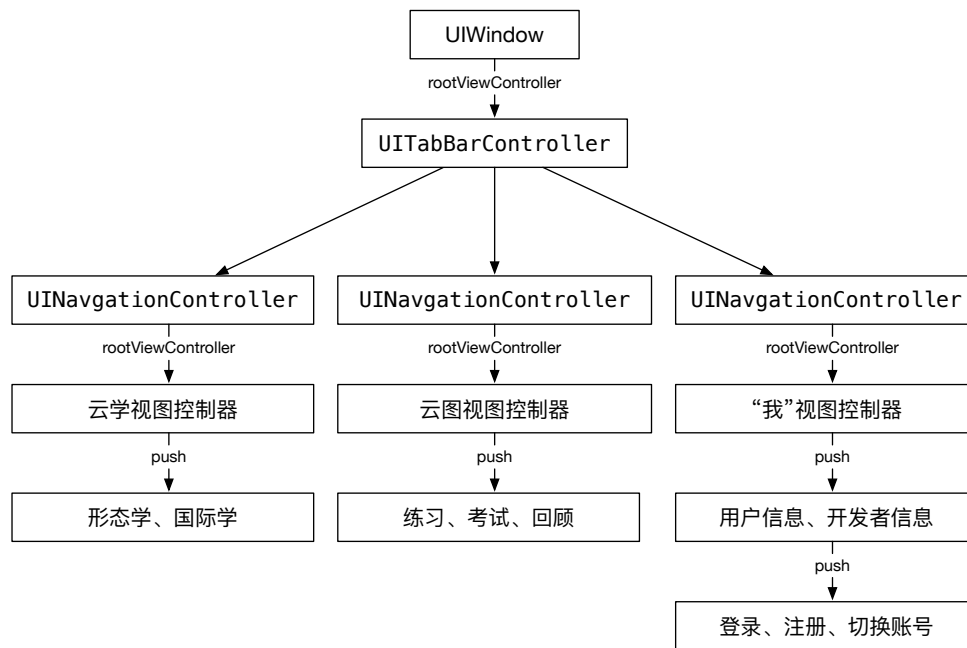 UIWindow
rootViewController
UITabBarController
UINavgationController
UINavgationController
UINavgationController
rootViewController
rootViewController
rootViewController
云学视图控制器
云图视图控制器
“我”视图控制器
push
push
push
形态学、国际学
练习、考试、回顾
用户信息、开发者信息
push
登录、注册、切换账号